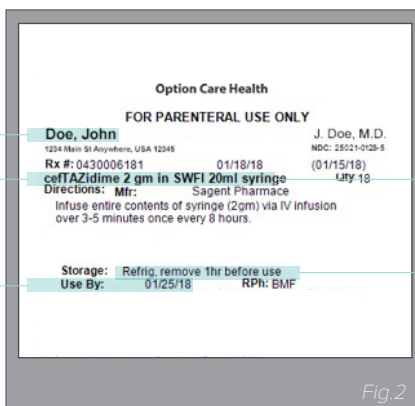 Option Care Health
FOR PARENTERAL USE ONLY
Doe, John J. Doe, M.D.
1234 Main St Anywhere, USA 12345 NDC: 25021-0128-5
Rx #: 0430006181 01/18/18 (01/15/18)
cefTAZidime 2 gm in SWFI 20ml syringe Qty 18
Directions: Mfr: Sagent Pharmace
Infuse entire contents of syringe (2gm) via IV infusion
over 3-5 minutes once every 8 hours.
Storage: Refrig, remove 1hr before use
Use By: 01/25/18 RPh: BMF
Fig.2